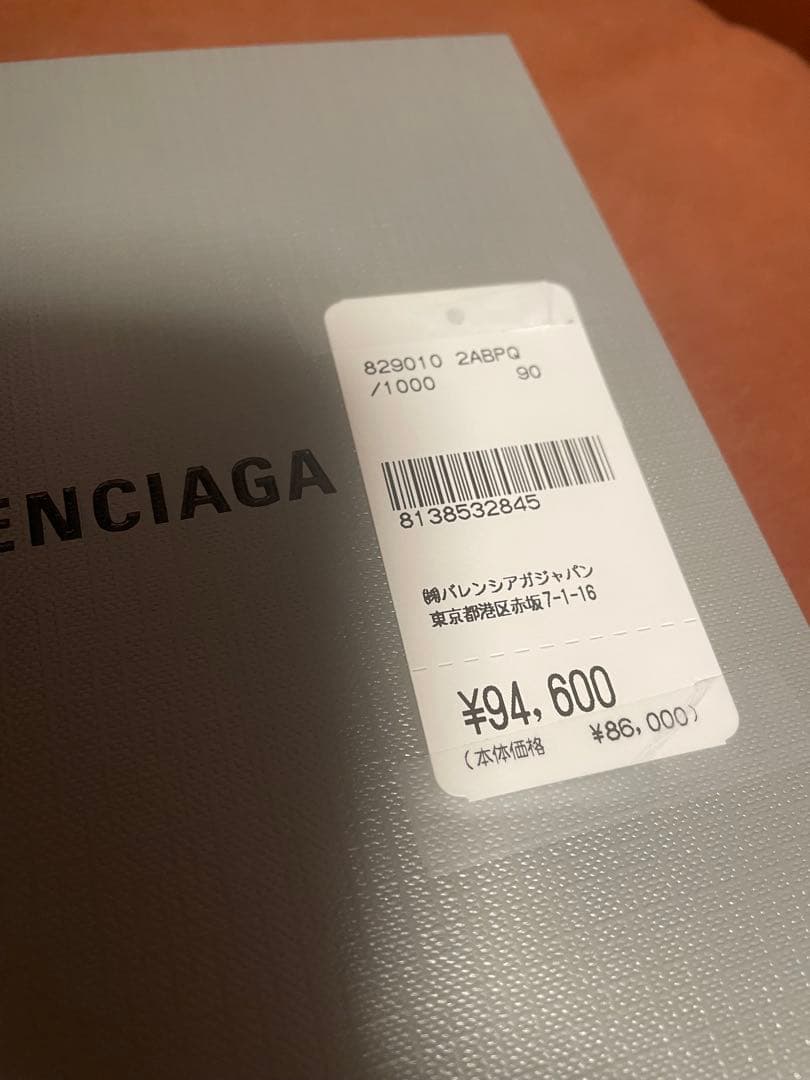 829010 2ABPQ
/1000 90
8138532845
㈱バレンシアガジャパン
東京都港区赤坂7-1-16
¥94,600
(本体価格 ¥86,000)
ENCIAGA